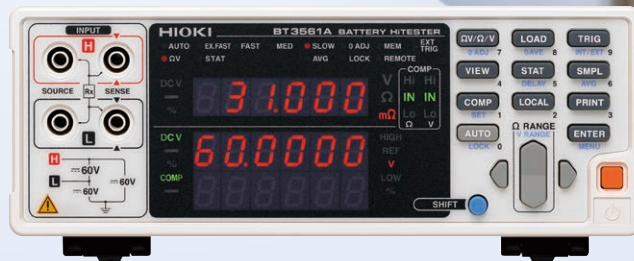 INPUT
H
SOURCE Rx SENSE
L
H
L
⎓60V
⎓60V
⎓60V
HIOKI BT3561A BATTERY HiTESTER
AUTO EX.FAST FAST MED SLOW 0 ADJ MEM EXT TRIG
ΩV STAT AVG LOCK REMOTE
COMP
DC V 31.000 V Hi Hi
Ω IN IN
% mΩ Lo Lo
Ω V
DC V 60.0000 HIGH
REF
% V
COMP LOW
%
ΩV/Ω/V LOAD TRIG
0 ADJ 7 SAVE 8 INT/EXT 9
VIEW STAT SMPL
4 DELAY 5 AVG 6
COMP LOCAL PRINT
SET 1 2 3
AUTO Ω RANGE ENTER
LOCK 0 V RANGE MENU
SHIFT